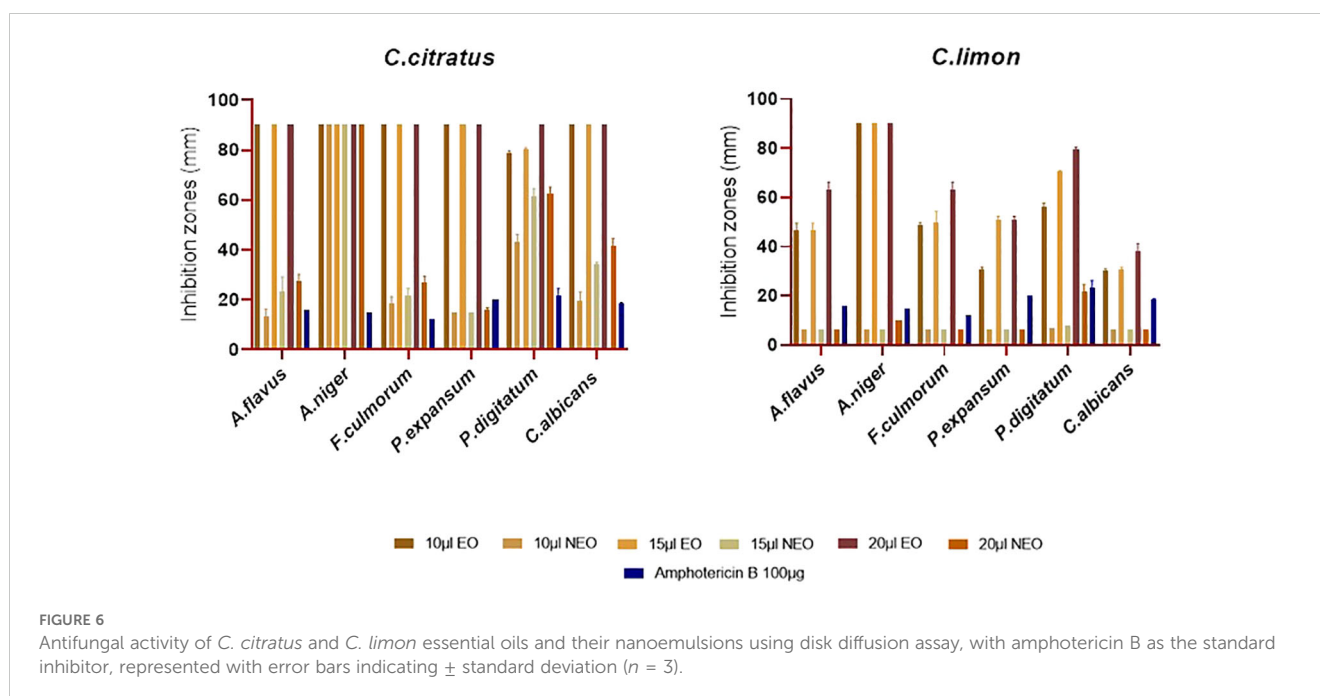 C.citratus
C.limon
Inhibition zones (mm)
100
80
60
40
20
0
A.flavus
A.niger
F.culmorum
P.expansum
P.digitatum
C.albicans
Inhibition zones (mm)
100
80
60
40
20
0
A.flavus
A.niger
F.culmorum
P.expansum
P.digitatum
C.albicans
10µl EO 10µl NEO 15µl EO 15µl NEO 20µl EO 20µl NEO
Amphotericin B 100µg
FIGURE 6
Antifungal activity of C. citratus and C. limon essential oils and their nanoemulsions using disk diffusion assay, with amphotericin B as the standard
inhibitor, represented with error bars indicating ± standard deviation (n = 3).